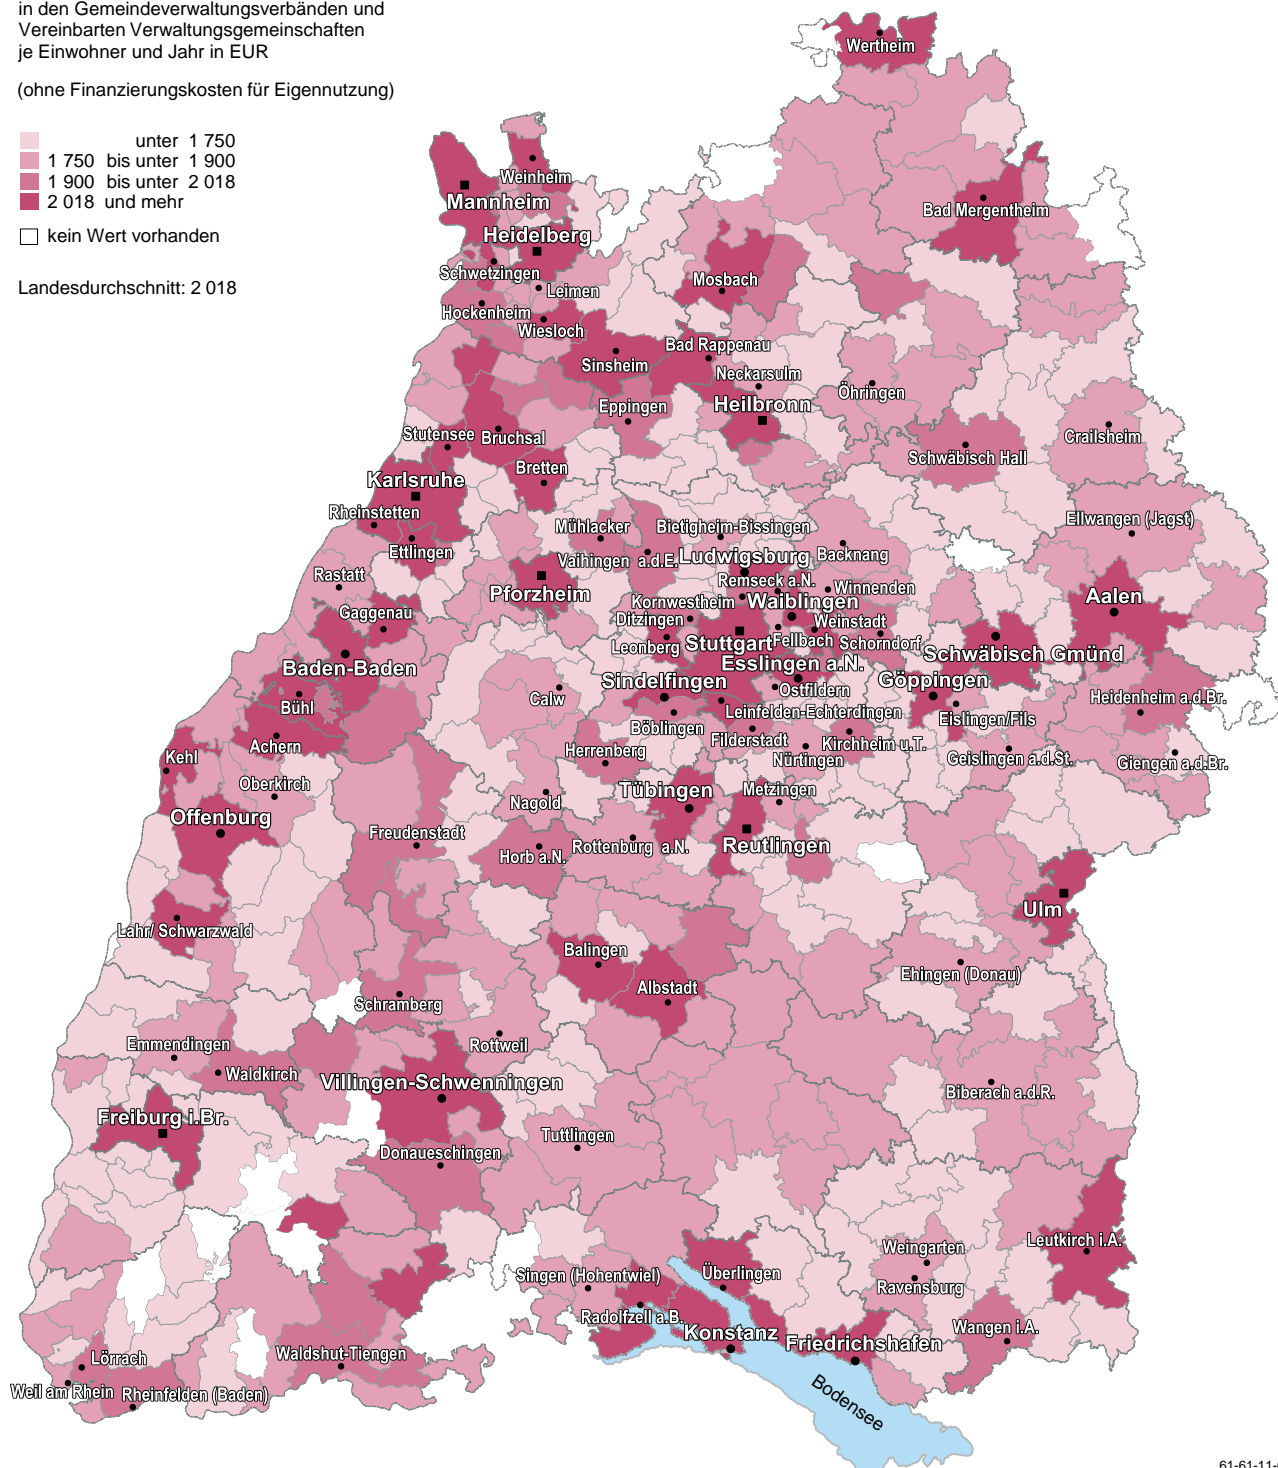 in den Gemeindeverwaltungsverbänden und
Vereinbarten Verwaltungsgemeinschaften
je Einwohner und Jahr in EUR
(ohne Finanzierungskosten für Eigennutzung)
unter 1 750
1 750 bis unter 1 900
1 900 bis unter 2 018
2 018 und mehr
kein Wert vorhanden
Landesdurchschnitt: 2 018
Wertheim
Weinheim
Mannheim
Bad Mergentheim
Heidelberg
Schwetzingen
Mosbach
Leimen
Hockenheim
Wiesloch
Bad Rappenau
Sinsheim
Neckarsulm
Öhringen
Eppingen
Heilbronn
Stutensee
Bruchsal
Crailsheim
Schwäbisch Hall
Bretten
Karlsruhe
Rheinstetten
Mühlacker
Bietigheim-Bissingen
Ellwangen (Jagst)
Ettlingen
Vaihingen a.d.E.
Ludwigsburg
Backnang
Rastatt
Remseck a.N.
Winnenden
Pforzheim
Kornwestheim
Waiblingen
Aalen
Gaggenau
Ditzingen
Weinstadt
Leonberg
Stuttgart
Fellbach
Schorndorf
Schwäbisch Gmünd
Baden-Baden
Esslingen a.N.
Sindelfingen
Göppingen
Ostfildern
Calw
Heidenheim a.d.Br.
Bühl
Leinfelden-Echterdingen
Eislingen/Fils
Böblingen
Filderstadt
Kirchheim u.T.
Achern
Herrenberg
Nürtingen
Geislingen a.d.St.
Giengen a.d.Br.
Kehl
Oberkirch
Tübingen
Metzingen
Nagold
Offenburg
Freudenstadt
Horb a.N.
Rottenburg a.N.
Reutlingen
Ulm
Lahr/ Schwarzwald
Balingen
Ehingen (Donau)
Albstadt
Schramberg
Emmendingen
Rottweil
Waldkirch
Villingen-Schwenningen
Biberach a.d.R.
Freiburg i.Br.
Tuttlingen
Donaueschingen
Leutkirch i.A.
Weingarten
Singen (Hohentwiel)
Überlingen
Ravensburg
Radolfzell a.B.
Konstanz
Friedrichshafen
Wangen i.A.
Lörrach
Waldshut-Tiengen
Weil am Rhein
Rheinfelden (Baden)
Bodensee